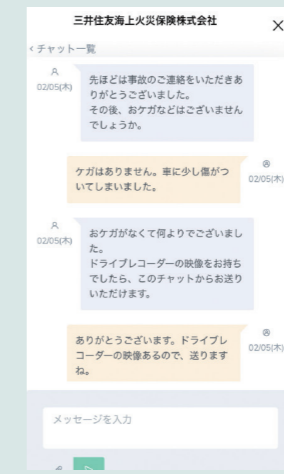 三井住友海上火災保険株式会社
×
‹チャット一覧
02/05(木)
先ほどは事故のご連絡をいただきあ
りがとうございました。
その後、おケガなどはございません
でしょうか。
ケガはありません。車に少し傷がつ
いてしまいました。
02/05(木)
02/05(木)
おケガがなくて何よりでございまし
た。
ドライブレコーダーの映像をお持ち
でしたら、このチャットからお送り
いただけます。
ありがとうございます。ドライブレ
コーダーの映像あるので、送ります
ね。
02/05(木)
メッセージを入力